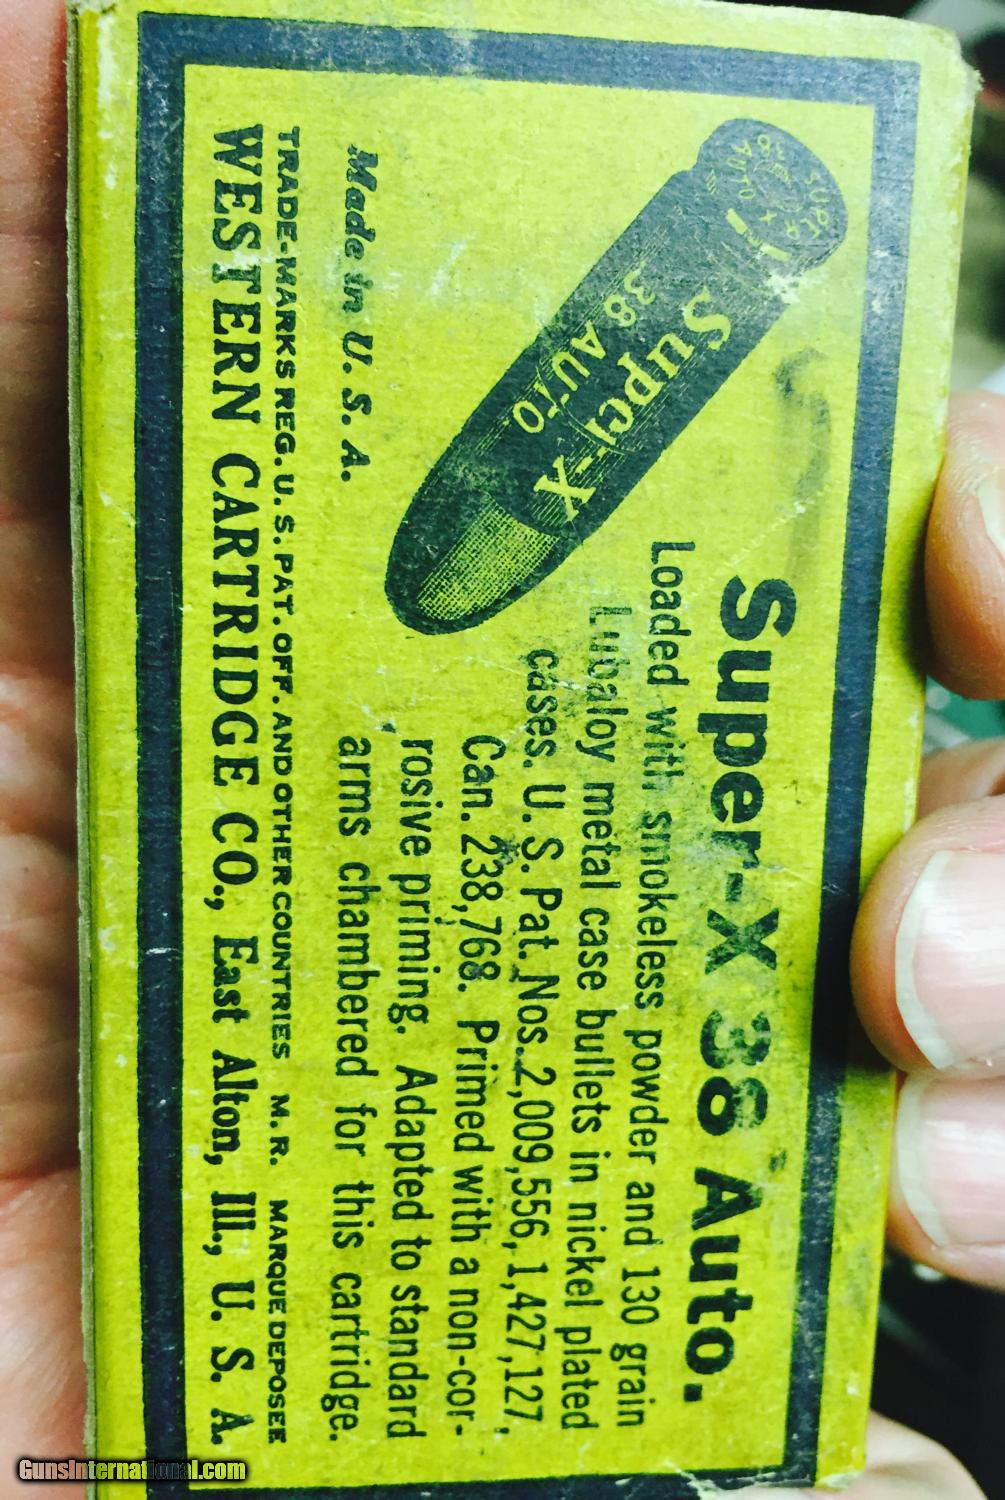 Super-X 38 Auto.
Loaded with smokeless powder and 130 grain
Lubaloy metal case bullets in nickel plated
cases. U. S. Pat. Nos. 2,009,556, 1,427,127,
Can. 238,768. Primed with a non-cor-
rosive priming. Adapted to standard
arms chambered for this cartridge.
SUPER X
38
AUTO
Super-X
38 AUTO
Made in U. S. A.
TRADE-MARKS REG. U. S. PAT. OFF. AND OTHER COUNTRIES M. R. MARQUE DEPOSEE
WESTERN CARTRIDGE CO., East Alton, Ill., U. S. A.
GunsInternational.com